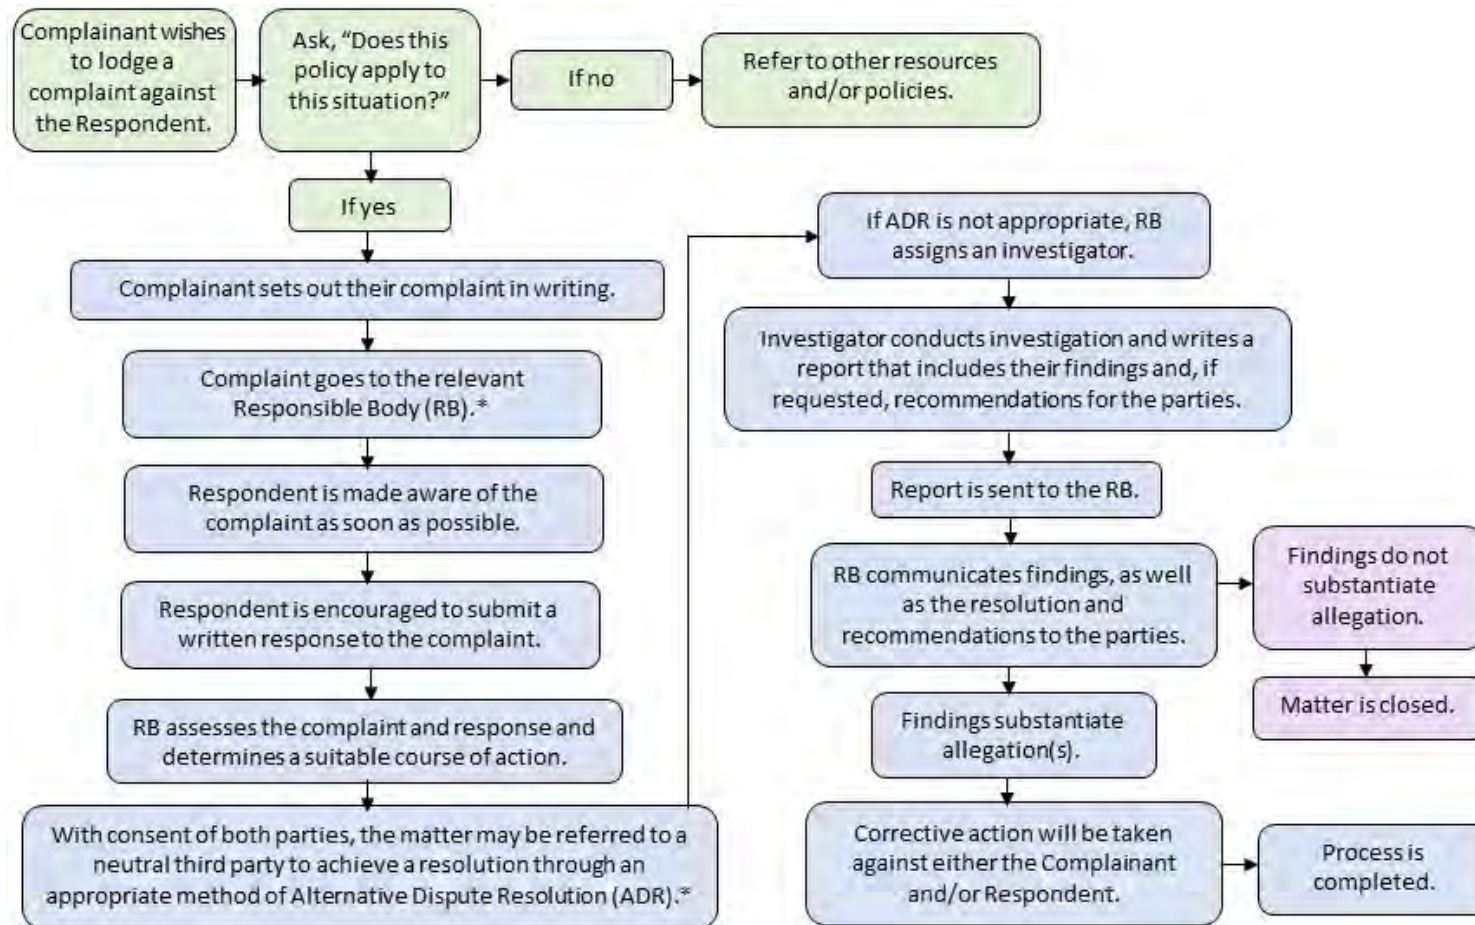 Complainant wishes
to lodge a
complaint against
the Respondent.
Ask, “Does this
policy apply to
this situation?”
If no
Refer to other resources
and/or policies.
If yes
Complainant sets out their complaint in writing.
Complaint goes to the relevant
Responsible Body (RB).*
Respondent is made aware of the
complaint as soon as possible.
Respondent is encouraged to submit a
written response to the complaint.
RB assesses the complaint and response and
determines a suitable course of action.
With consent of both parties, the matter may be referred to a
neutral third party to achieve a resolution through an
appropriate method of Alternative Dispute Resolution (ADR).*
If ADR is not appropriate, RB
assigns an investigator.
Investigator conducts investigation and writes a
report that includes their findings and, if
requested, recommendations for the parties.
Report is sent to the RB.
RB communicates findings, as well
as the resolution and
recommendations to the parties.
Findings do not
substantiate
allegation.
Matter is closed.
Findings substantiate
allegation(s).
Corrective action will be taken
against either the Complainant
and/or Respondent.
Process is
completed.